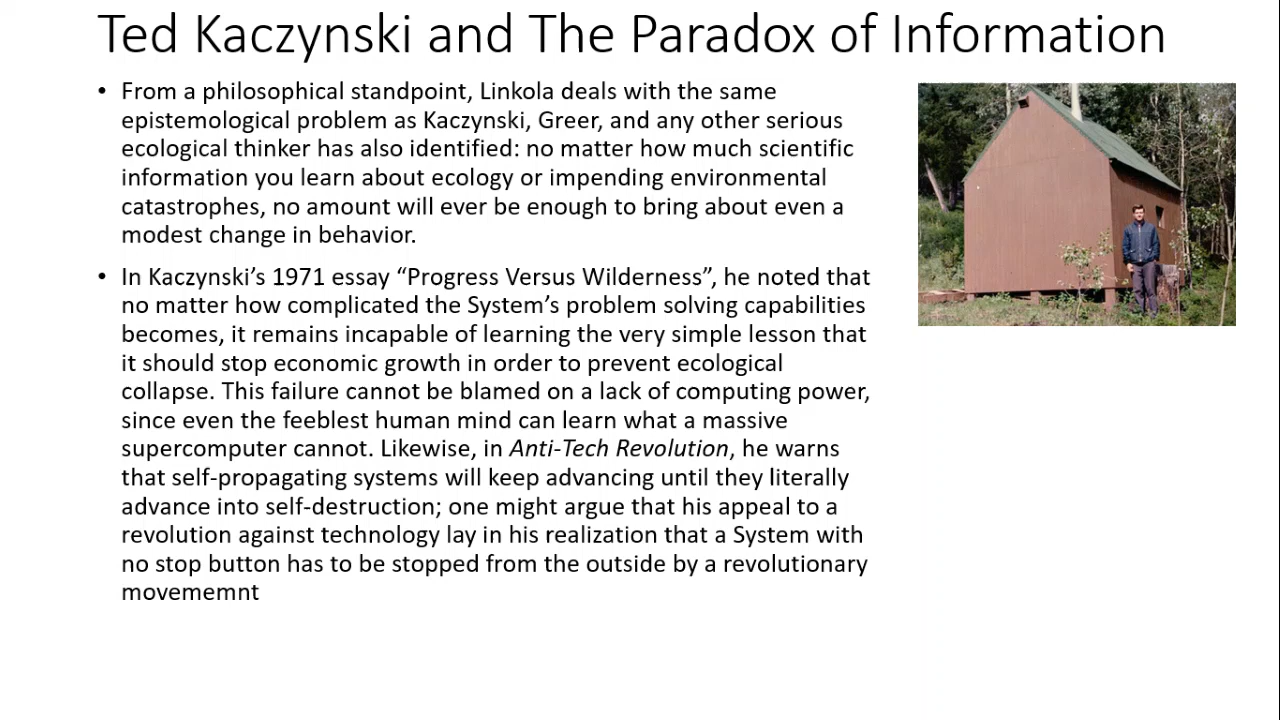 Ted Kaczynski and The Paradox of Information
• From a philosophical standpoint, Linkola deals with the same
epistemological problem as Kaczynski, Greer, and any other serious
ecological thinker has also identified: no matter how much scientific
information you learn about ecology or impending environmental
catastrophes, no amount will ever be enough to bring about even a
modest change in behavior.
• In Kaczynski’s 1971 essay “Progress Versus Wilderness”, he noted that
no matter how complicated the System’s problem solving capabilities
becomes, it remains incapable of learning the very simple lesson that
it should stop economic growth in order to prevent ecological
collapse. This failure cannot be blamed on a lack of computing power,
since even the feeblest human mind can learn what a massive
supercomputer cannot. Likewise, in Anti-Tech Revolution, he warns
that self-propagating systems will keep advancing until they literally
advance into self-destruction; one might argue that his appeal to a
revolution against technology lay in his realization that a System with
no stop button has to be stopped from the outside by a revolutionary
movememnt